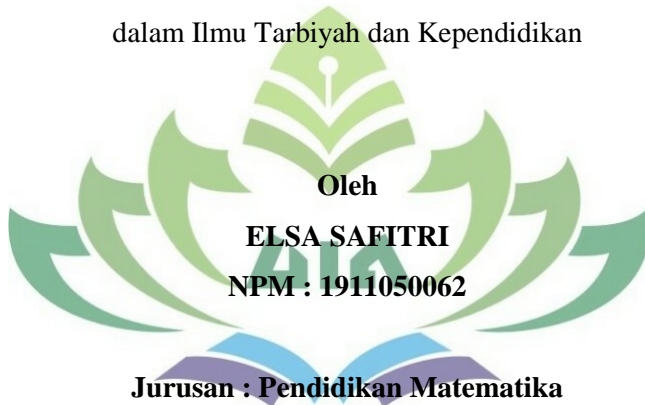 dalam Ilmu Tarbiyah dan Kependidikan
Oleh
ELSA SAFITRI
NPM : 1911050062
Jurusan : Pendidikan Matematika